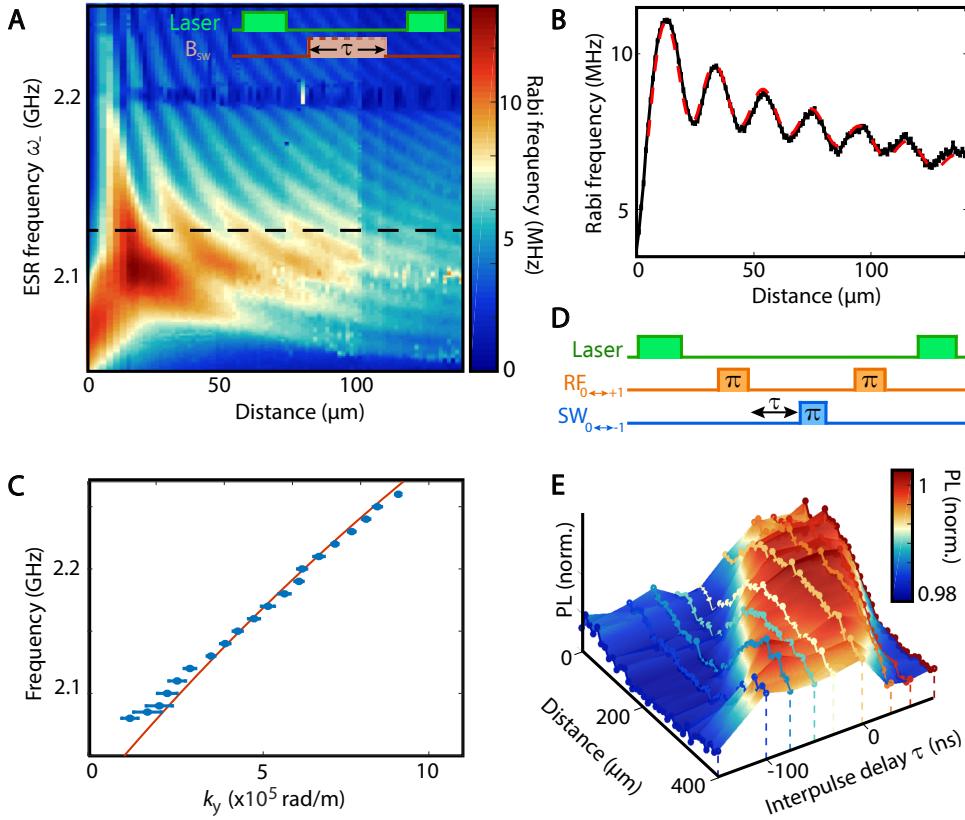 A
Laser
B_SW
τ
2.2
2.1
ESR frequency ω_ (GHz)
0
50
100
Distance (µm)
10
5
0
Rabi frequency (MHz)
B
10
5
Rabi frequency (MHz)
0
50
100
Distance (µm)
D
Laser
RF_0↔+1
π
π
τ
SW_0↔-1
π
C
2.2
2.1
Frequency (GHz)
0
5
10
k_y (x10^5 rad/m)
E
1
0.98
PL (norm.)
PL (norm.)
0
200
400
Distance (µm)
-100
0
Interpulse delay τ (ns)